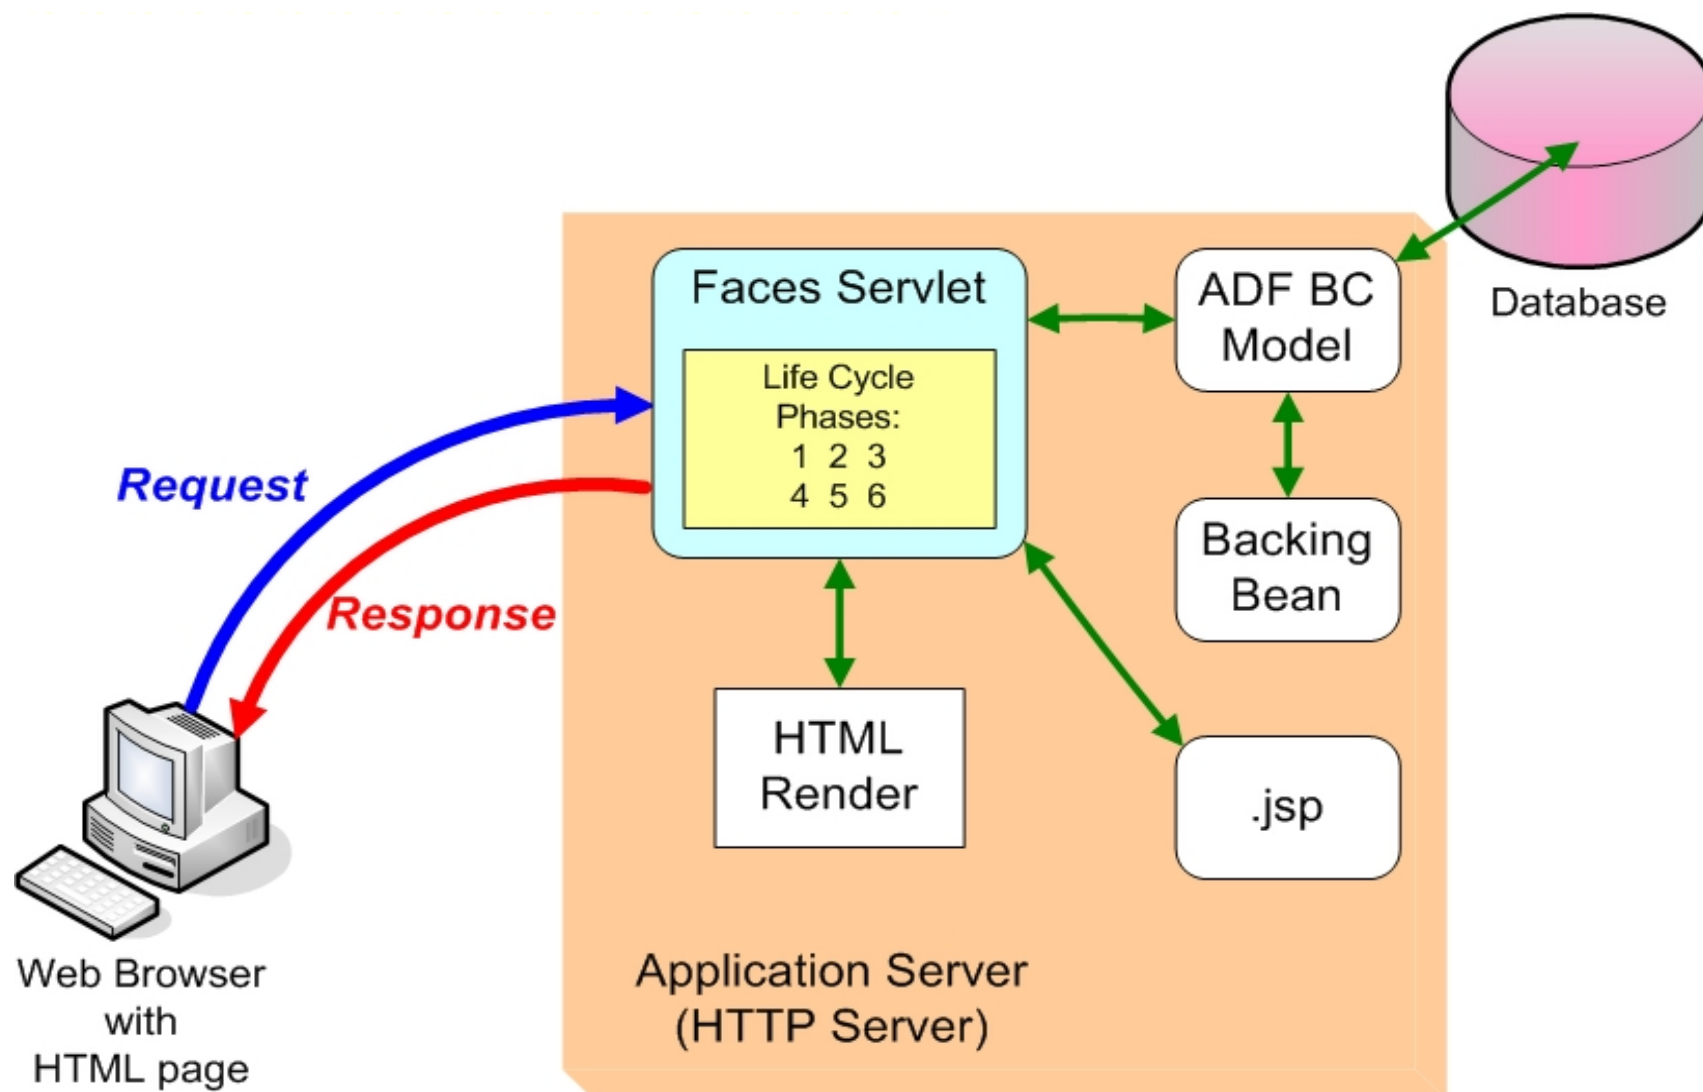 Faces Servlet
Life Cycle
Phases:
1 2 3
4 5 6
ADF BC
Model
Database
Request
Response
Backing
Bean
HTML
Render
.jsp
Web Browser
with
HTML page
Application Server
(HTTP Server)